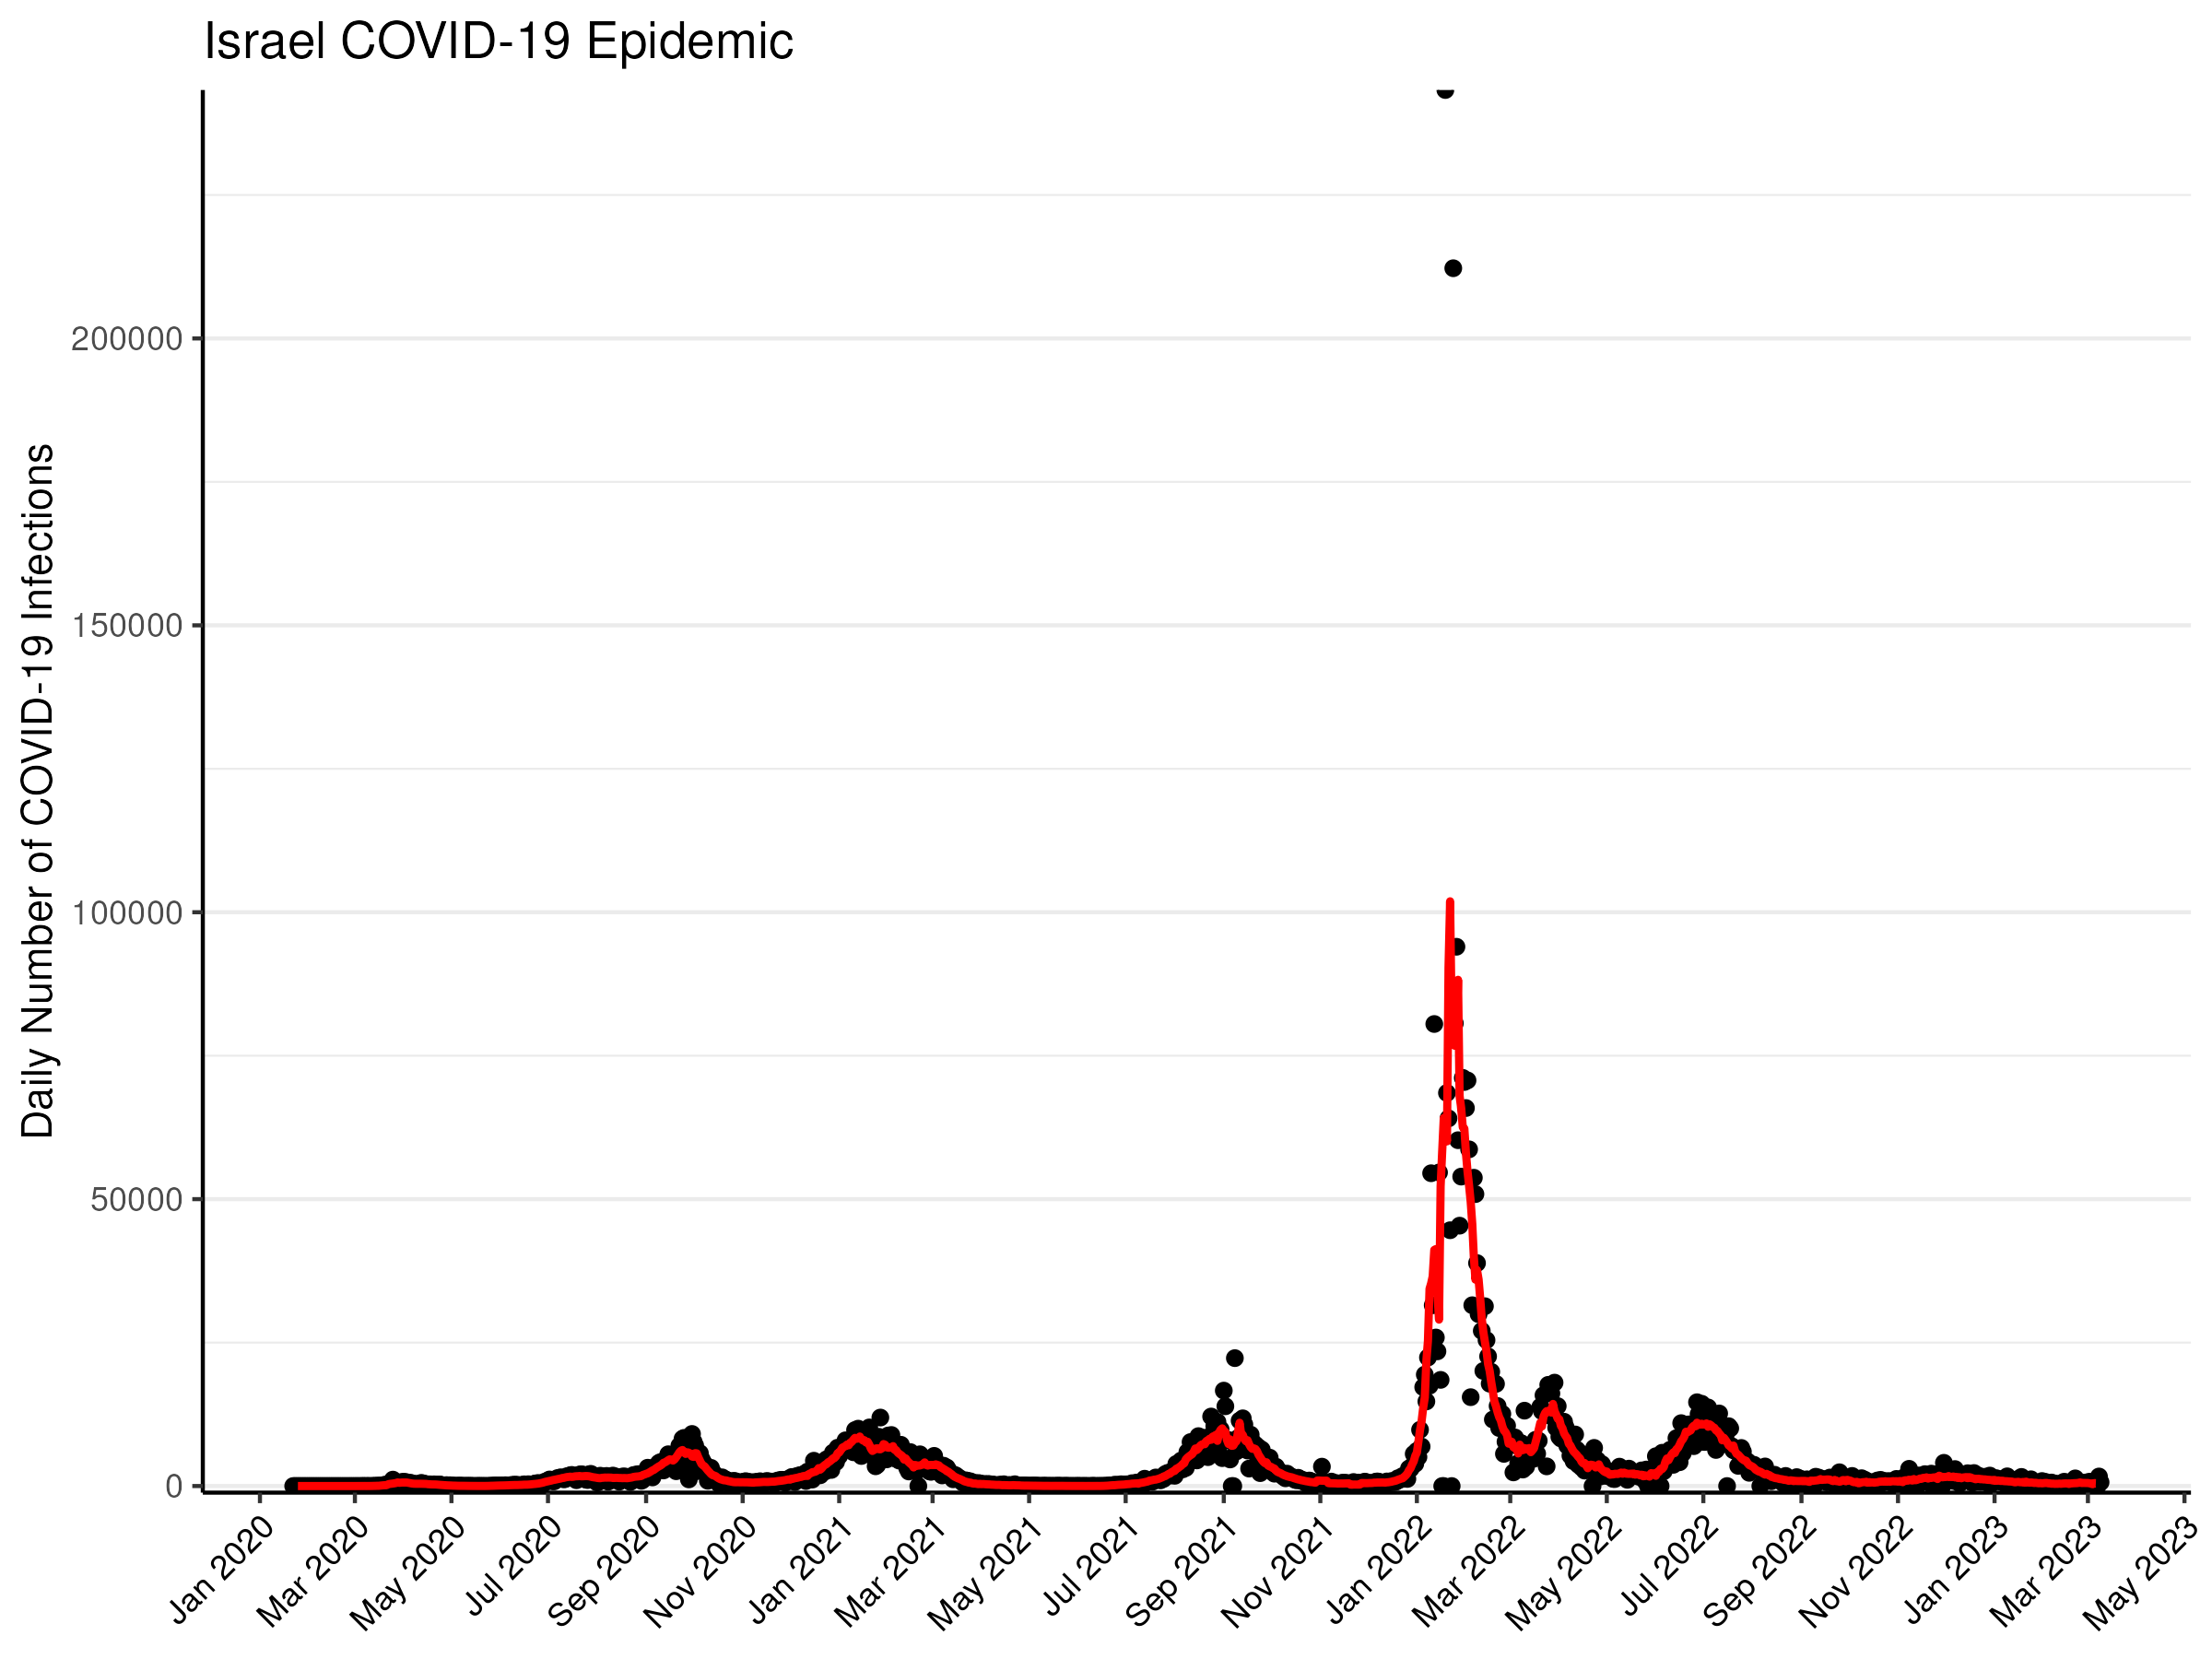 Israel COVID-19 Epidemic
Daily Number of COVID-19 Infections
200000
150000
100000
50000
0
Jan 2020
Mar 2020
May 2020
Jul 2020
Sep 2020
Nov 2020
Jan 2021
Mar 2021
May 2021
Jul 2021
Sep 2021
Nov 2021
Jan 2022
Mar 2022
May 2022
Jul 2022
Sep 2022
Nov 2022
Jan 2023
Mar 2023
May 2023